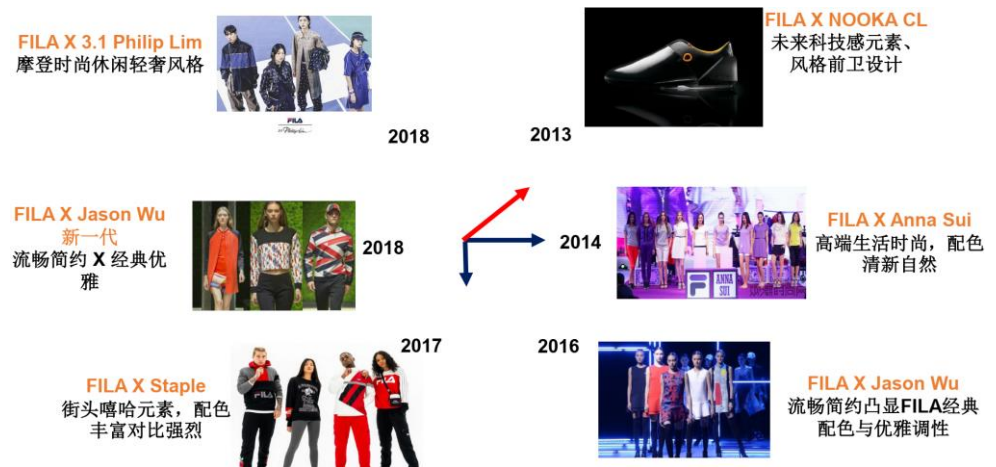 FILA X 3.1 Philip Lim
摩登时尚休闲轻奢风格
FILA
2018
FILA X NOOKA CL
未来科技感元素、
风格前卫设计
2013
FILA X Jason Wu
新一代
流畅简约 X 经典优
雅
2018
2014
FILA X Anna Sui
高端生活时尚，配色
清新自然
ANNA
SUI
2017
FILA X Staple
街头嘻哈元素，配色
丰富对比强烈
FILA
2016
FILA X Jason Wu
流畅简约凸显FILA经典
配色与优雅调性